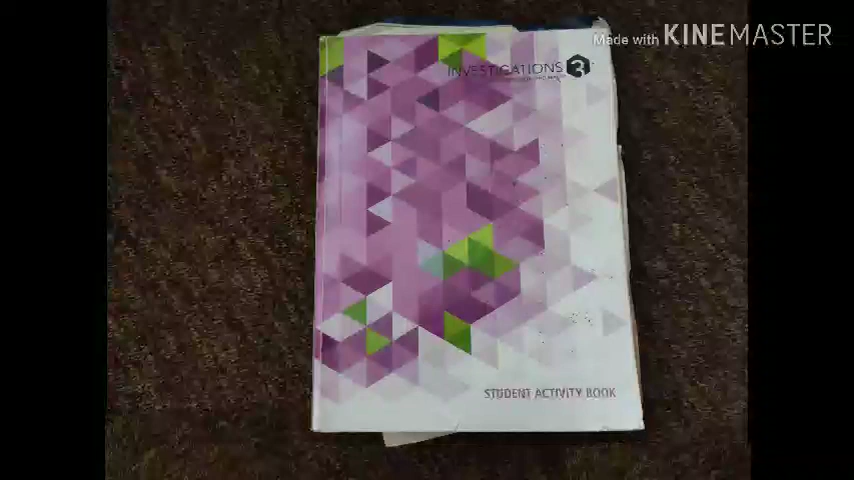 Made with KINEMASTER
INVESTIGATIONS 3
STUDENT ACTIVITY BOOK